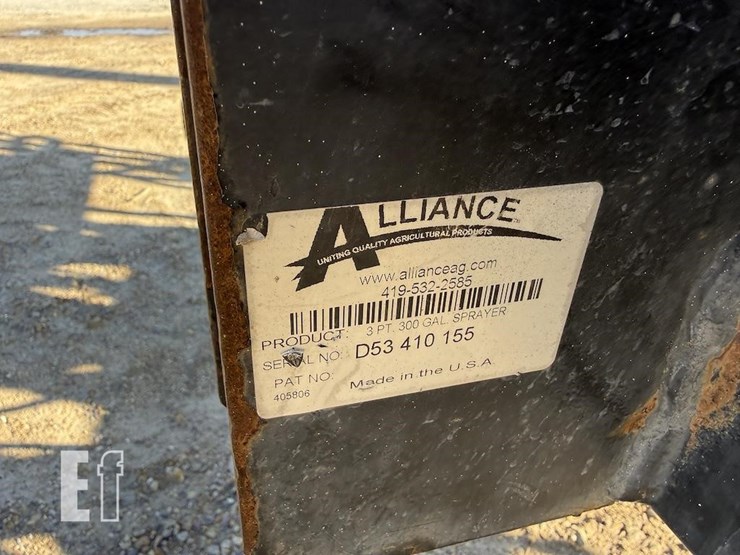 ALLIANCE
UNITING QUALITY AGRICULTURAL PRODUCTS
www.allianceag.com
419-532-2585
PRODUCT: 3 PT. 300 GAL. SPRAYER
SERIAL NO: D53 410 155
PAT NO:
Made in the U.S.A.
405806
Ef